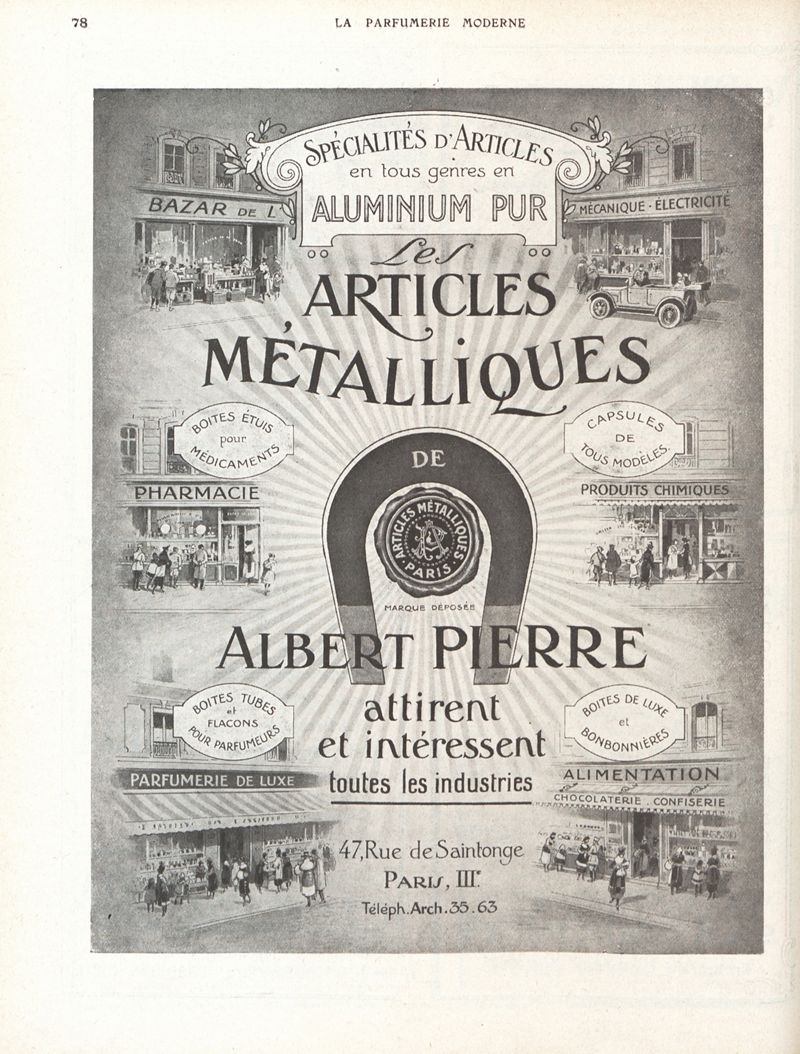 78
LA PARFUMERIE MODERNE
SPÉCIALITÉS D'ARTICLES
en tous genres en
ALUMINIUM PUR
BAZAR DE L'
MÉCANIQUE · ÉLECTRICITÉ
Les
ARTICLES
MÉTALLiQUES
BOITES ÉTUIS
pour
MÉDICAMENTS
CAPSULES
DE
TOUS MODÈLES
PHARMACIE
PRODUITS CHIMIQUES
DE
ARTICLES MÉTALLIQUES
· PARIS ·
MARQUE DÉPOSÉE
ALBERT PIERRE
BOITES TUBES
et
FLACONS
POUR PARFUMEURS
BOITES DE LUXE
et
BONBONNIÈRES
attirent
et intéressent
toutes les industries
PARFUMERIE DE LUXE
ALIMENTATION
CHOCOLATERIE . CONFISERIE
47, Rue de Saintonge
PARIS, IIIe
Téléph. Arch. 35.63